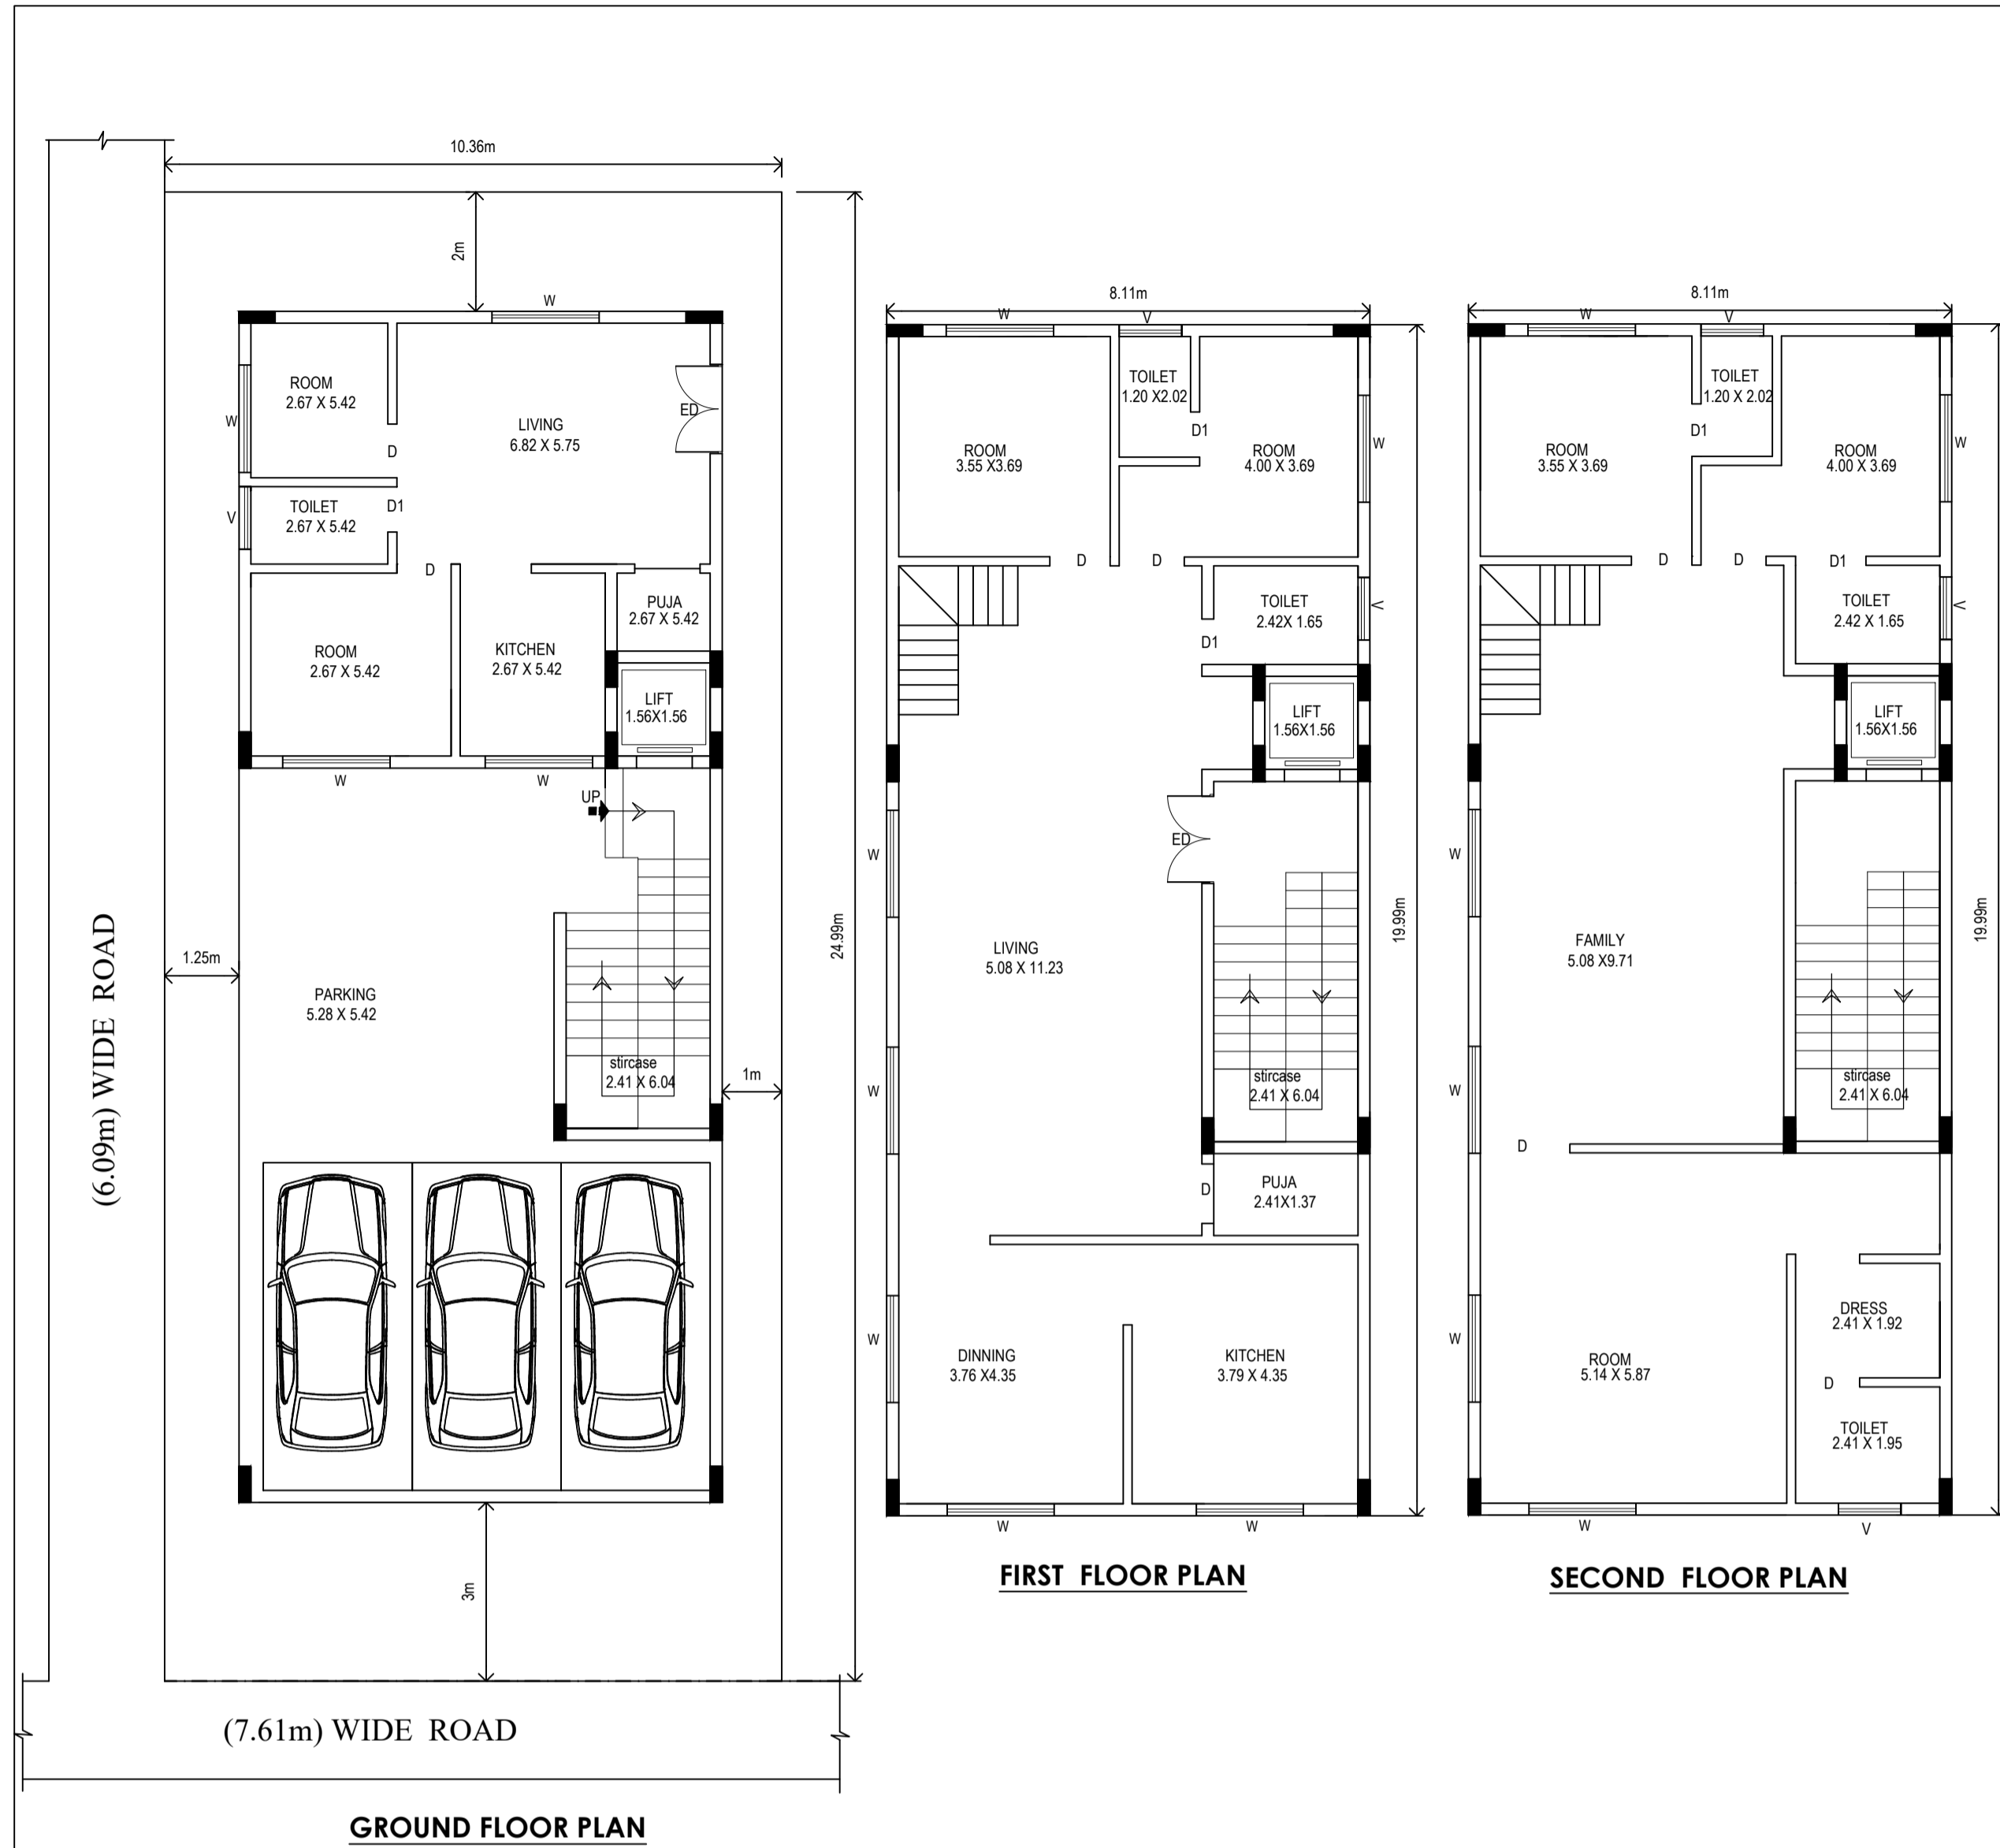 10.36m
2m
W
ROOM
2.67 X 5.42
W
D
LIVING
6.82 X 5.75
ED
TOILET
2.67 X 5.42
D1
V
D
PUJA
2.67 X 5.42
ROOM
2.67 X 5.42
KITCHEN
2.67 X 5.42
LIFT
1.56X1.56
W
W
UP
24.99m
(6.09m) WIDE ROAD
1.25m
PARKING
5.28 X 5.42
stircase
2.41 X 6.04
1m
3m
(7.61m) WIDE ROAD
GROUND FLOOR PLAN
8.11m
W
V
TOILET
1.20 X2.02
D1
ROOM
3.55 X3.69
ROOM
4.00 X 3.69
W
D
D
TOILET
2.42X 1.65
V
D1
LIFT
1.56X1.56
ED
W
19.99m
LIVING
5.08 X 11.23
stircase
2.41 X 6.04
W
PUJA
2.41X1.37
D
W
DINNING
3.76 X4.35
KITCHEN
3.79 X 4.35
W
W
FIRST FLOOR PLAN
8.11m
W
V
TOILET
1.20 X 2.02
D1
ROOM
3.55 X 3.69
ROOM
4.00 X 3.69
W
D
D
D1
TOILET
2.42 X 1.65
V
LIFT
1.56X1.56
W
19.99m
FAMILY
5.08 X9.71
stircase
2.41 X 6.04
W
D
DRESS
2.41 X 1.92
W
ROOM
5.14 X 5.87
D
TOILET
2.41 X 1.95
W
V
SECOND FLOOR PLAN